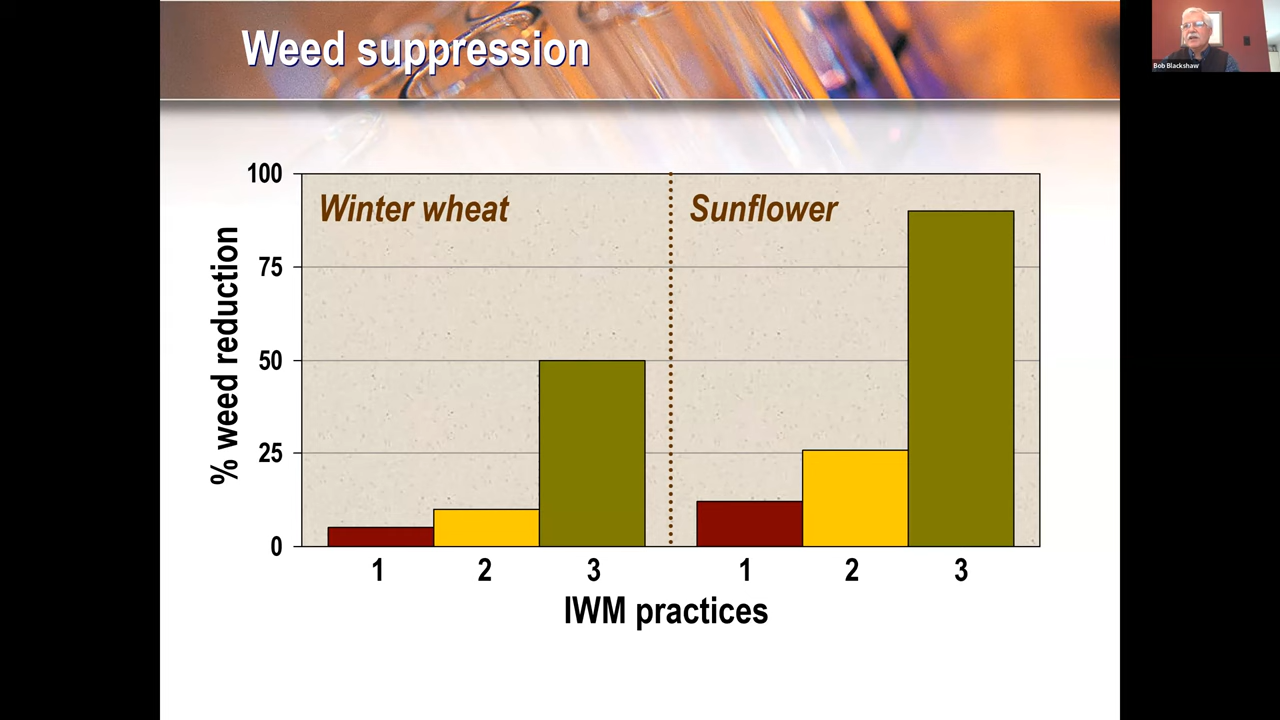 Weed suppression
Bob Blackshaw
100
75
50
25
0
% weed reduction
Winter wheat
Sunflower
1 2 3 1 2 3
IWM practices